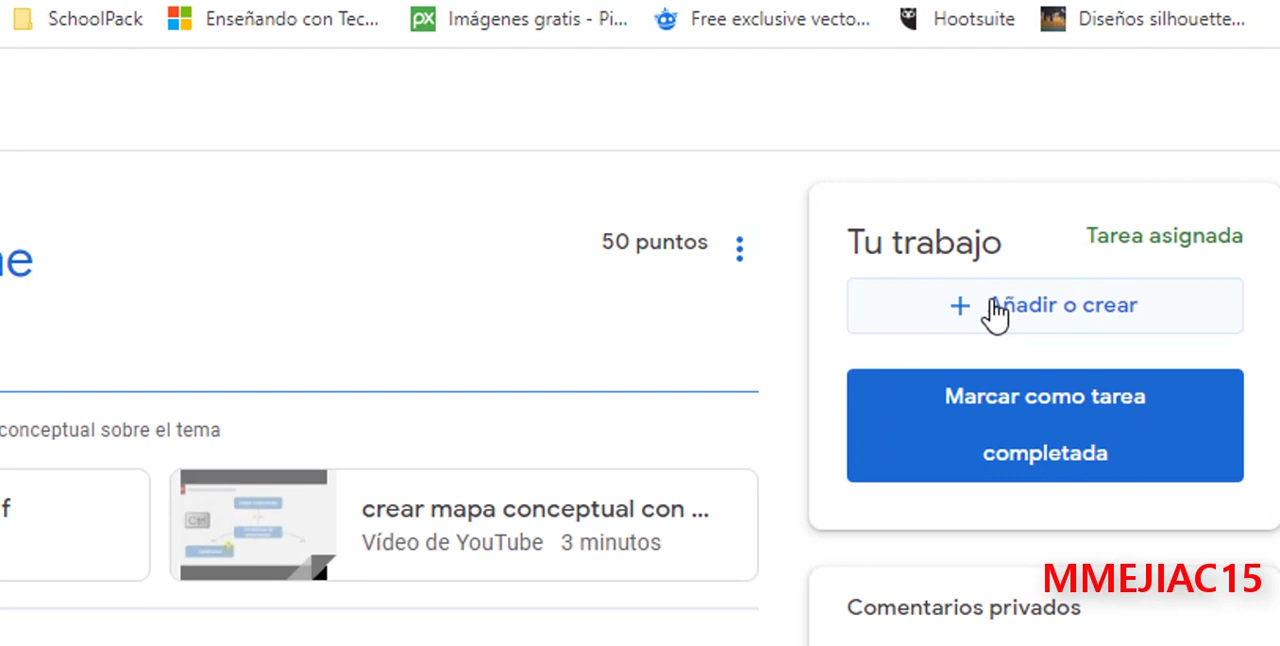 SchoolPack Enseñando con Tec... px Imágenes gratis - Pi... Free exclusive vecto... Hootsuite Diseños silhouette...
ne
50 puntos
conceptual sobre el tema
f
Ctrl
crear mapa conceptual con ...
Vídeo de YouTube 3 minutos
Tu trabajo
Tarea asignada
+ Añadir o crear
Marcar como tarea
completada
Comentarios privados
MMEJIAC15